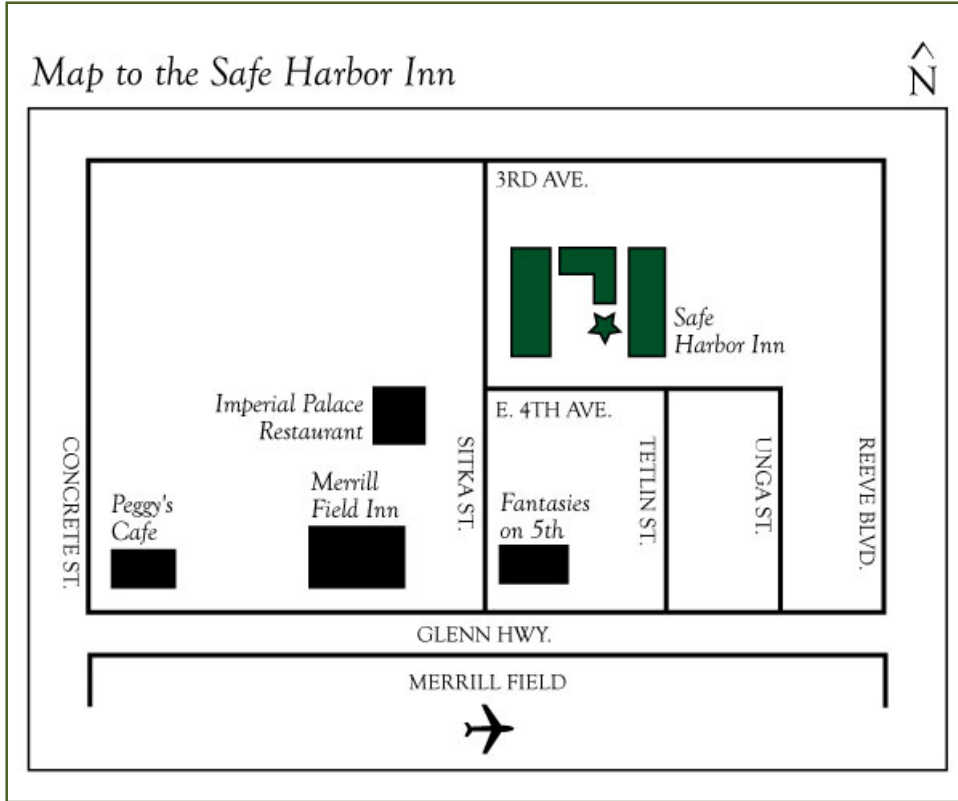 Map to the Safe Harbor Inn
N
3RD AVE.
Safe
Harbor Inn
Imperial Palace
Restaurant
E. 4TH AVE.
CONCRETE ST.
Peggy's
Cafe
Merrill
Field Inn
SITKA ST.
Fantasies
on 5th
TETLIN ST.
UNGA ST.
REEVE BLVD.
GLENN HWY.
MERRILL FIELD